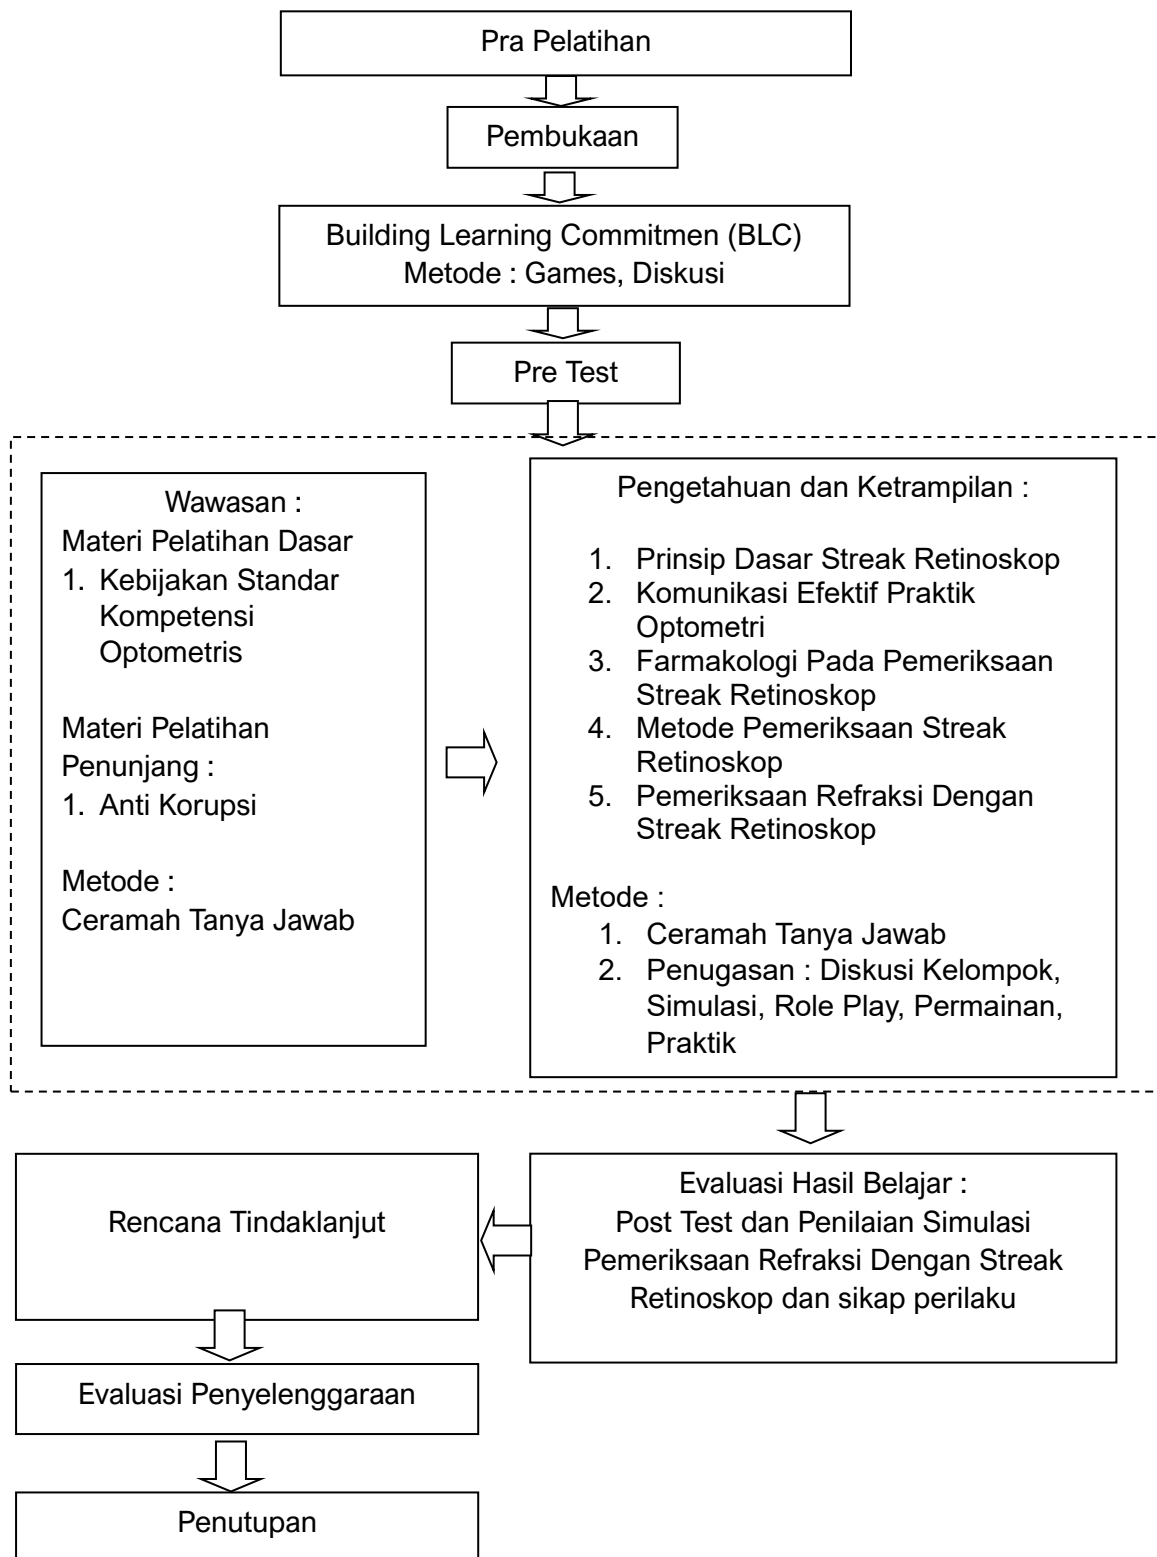 Pra Pelatihan
Pembukaan
Building Learning Commitmen (BLC)
Metode : Games, Diskusi
Pre Test
Wawasan :
Materi Pelatihan Dasar
1. Kebijakan Standar
Kompetensi
Optometris
Materi Pelatihan
Penunjang :
1. Anti Korupsi
Metode :
Ceramah Tanya Jawab
Pengetahuan dan Ketrampilan :
1. Prinsip Dasar Streak Retinoskop
2. Komunikasi Efektif Praktik
Optometri
3. Farmakologi Pada Pemeriksaan
Streak Retinoskop
4. Metode Pemeriksaan Streak
Retinoskop
5. Pemeriksaan Refraksi Dengan
Streak Retinoskop
Metode :
1. Ceramah Tanya Jawab
2. Penugasan : Diskusi Kelompok,
Simulasi, Role Play, Permainan,
Praktik
Evaluasi Hasil Belajar :
Post Test dan Penilaian Simulasi
Pemeriksaan Refraksi Dengan Streak
Retinoskop dan sikap perilaku
Rencana Tindaklanjut
Evaluasi Penyelenggaraan
Penutupan